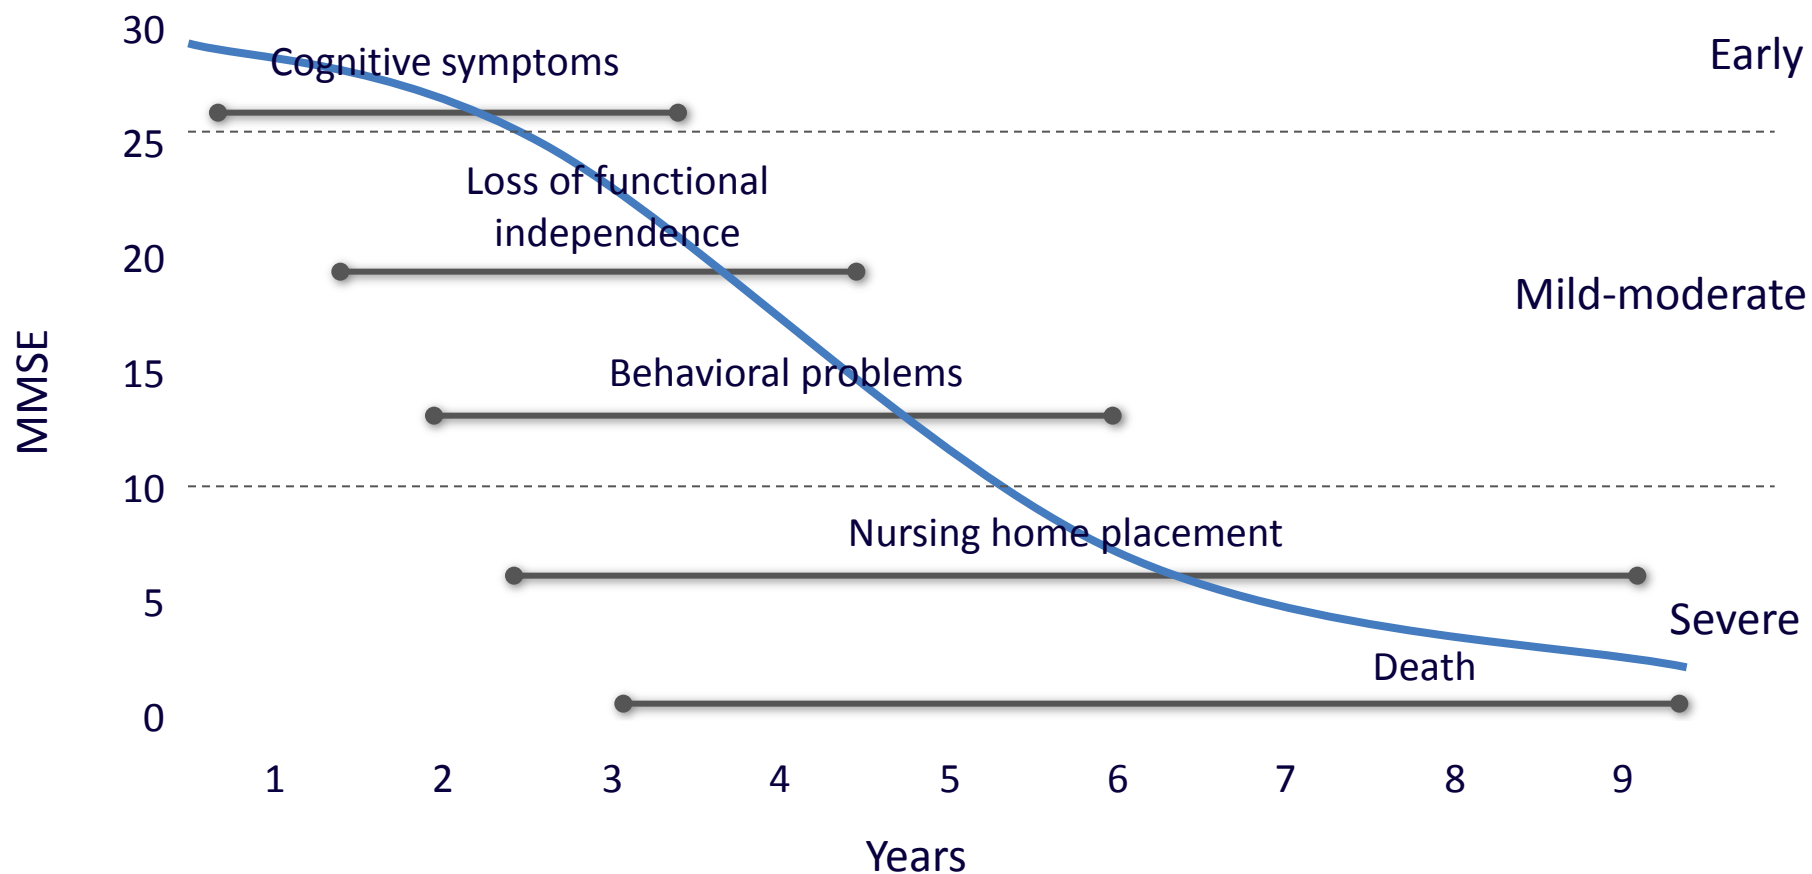 30
Early
Cognitive symptoms
25
Loss of functional
independence
20
Mild-moderate
MMSE
15
Behavioral problems
10
Nursing home placement
5
Severe
Death
0
1 2 3 4 5 6 7 8 9
Years